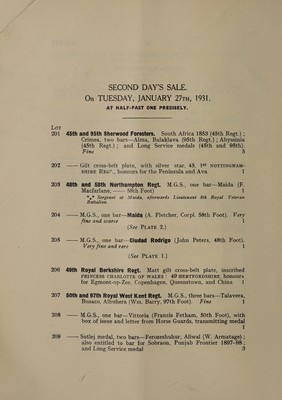 SECOND DAY'S SALE.
On TUESDAY, JANUARY 27TH, 1931.
AT HALF-PAST ONE PRECISELY.
LOT
201 45th and 95th Sherwood Foresters. South Africa 1853 (45th Regt.);
Crimea, two bars—Alma, Balaklava (95th Regt.); Abyssinia
(45th Regt.); and Long Service medals (45th and 95th).
Fine 5
202 —— Gilt cross-belt plate, with silver star, 45, 1ST NOTTINGHAM-
SHIRE REGT., honours for the Peninsula and Ava 1
203 48th and 58th Northampton Regt. M.G.S., one bar—Maida (F.
Macfarlane, —— 58th Foot) 1
*** Sergeant at Maida, afterwards Lieutenant 8th Royal Veteran
Battalion.
204 —— M.G.S., one bar—Maida (A. Fletcher, Corpl. 58th Foot). Very
fine and scarce 1
(See PLATE 2.)
205 —— M.G.S., one bar—Ciudad Rodrigo (John Peters, 48th Foot).
Very fine and rare 1
(See PLATE 1.)
206 49th Royal Berkshire Regt. Matt gilt cross-belt plate, inscribed
PRINCESS CHARLOTTE OF WALES: 49 HERTFORDSHIRE, honours
for Egmont-op-Zee, Copenhagen, Queenstown, and China 1
207 50th and 97th Royal West Kent Regt. M.G.S., three bars—Talavera,
Busaco, Albuhera (Wm. Barry, 97th Foot). Fine 1
208 —— M.G.S., one bar—Vittoria (Francis Fetham, 50th Foot), with
box of issue and letter from Horse Guards, transmitting medal
1
209 —— Sutlej medal, two bars—Ferozeshuhur, Aliwal (W. Armatage);
also entitled to bar for Sobraon, Punjab Frontier 1897-98;
and Long Service medal 3